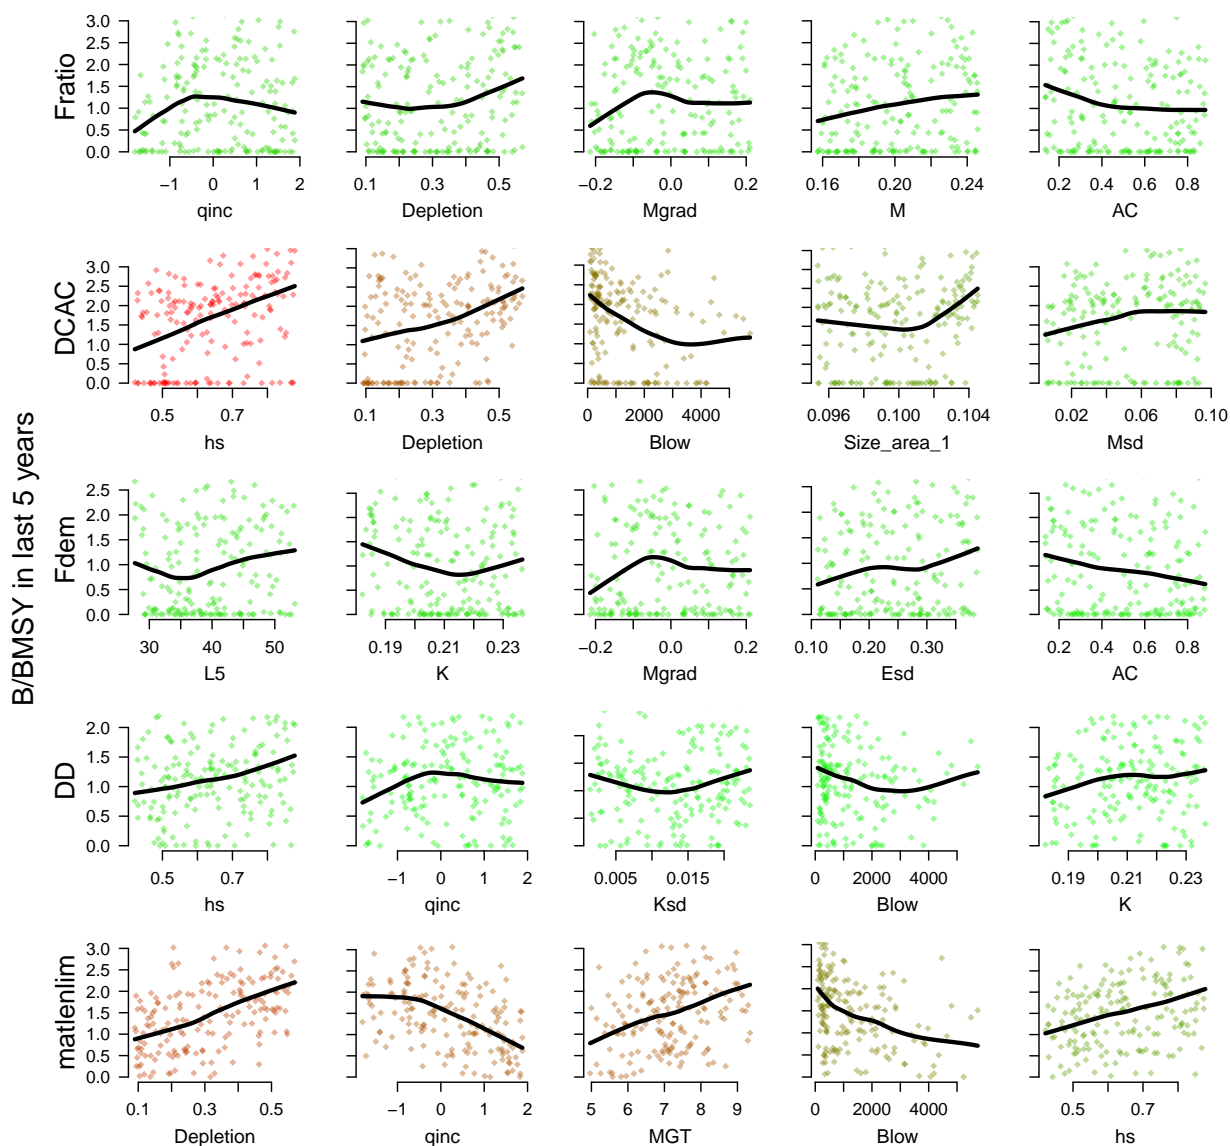 B/BMSY in last 5 years
Fratio
3.0
2.5
2.0
1.5
1.0
0.5
0.0
−1 0 1 2
qinc
0.1 0.3 0.5
Depletion
−0.2 0.0 0.2
Mgrad
0.16 0.20 0.24
M
0.2 0.4 0.6 0.8
AC
DCAC
3.0
2.5
2.0
1.5
1.0
0.5
0.0
0.5 0.7
hs
0.1 0.3 0.5
Depletion
0 2000 4000
Blow
0.096 0.100 0.104
Size_area_1
0.02 0.06 0.10
Msd
Fdem
2.5
2.0
1.5
1.0
0.5
0.0
30 40 50
L5
0.19 0.21 0.23
K
−0.2 0.0 0.2
Mgrad
0.10 0.20 0.30
Esd
0.2 0.4 0.6 0.8
AC
DD
2.0
1.5
1.0
0.5
0.0
0.5 0.7
hs
−1 0 1 2
qinc
0.005 0.015
Ksd
0 2000 4000
Blow
0.19 0.21 0.23
K
matlenlim
3.0
2.5
2.0
1.5
1.0
0.5
0.0
0.1 0.3 0.5
Depletion
−1 0 1 2
qinc
5 6 7 8 9
MGT
0 2000 4000
Blow
0.5 0.7
hs